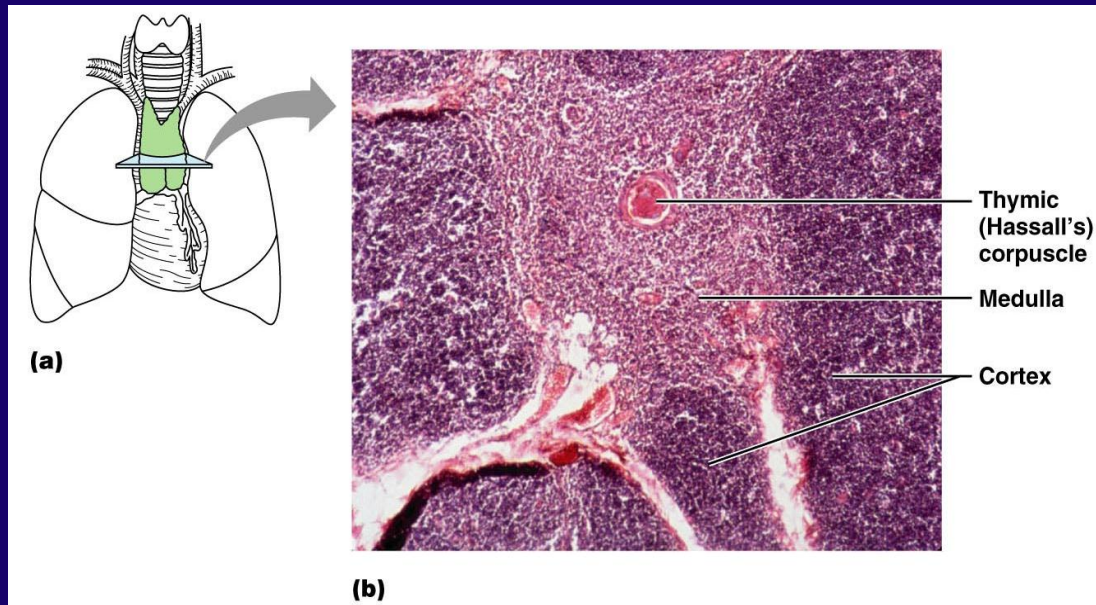 (a)
Thymic
(Hassall's)
corpuscle
Medulla
Cortex
(b)